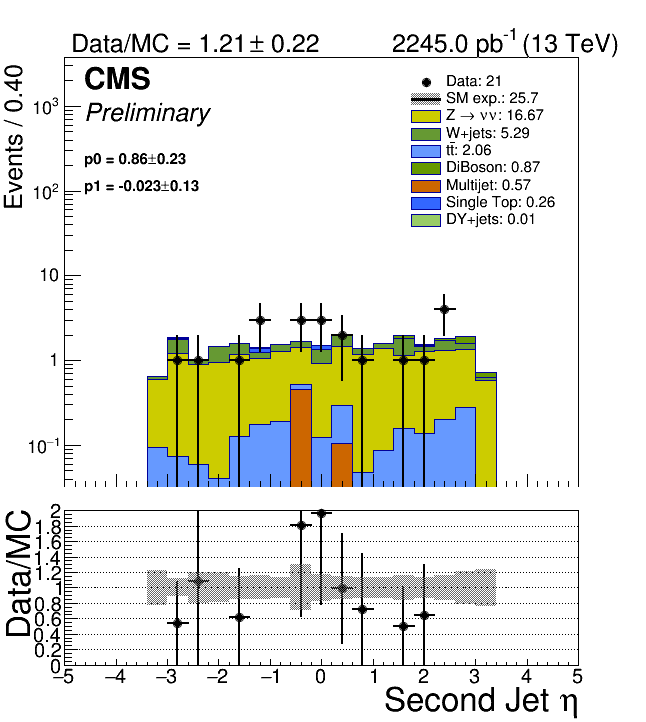 Data/MC = 1.21± 0.22 2245.0 pb⁻¹ (13 TeV)
Events / 0.40
CMS
Preliminary
p0 = 0.86±0.23
p1 = -0.023±0.13
Data: 21
SM exp.: 25.7
Z → νν: 16.67
W+jets: 5.29
tt̄: 2.06
DiBoson: 0.87
Multijet: 0.57
Single Top: 0.26
DY+jets: 0.01
10³
10²
10
1
10⁻¹
Data/MC
2
1.8
1.6
1.4
1.2
1
0.8
0.6
0.4
0.2
0
−5 −4 −3 −2 −1 0 1 2 3 4 5
Second Jet η